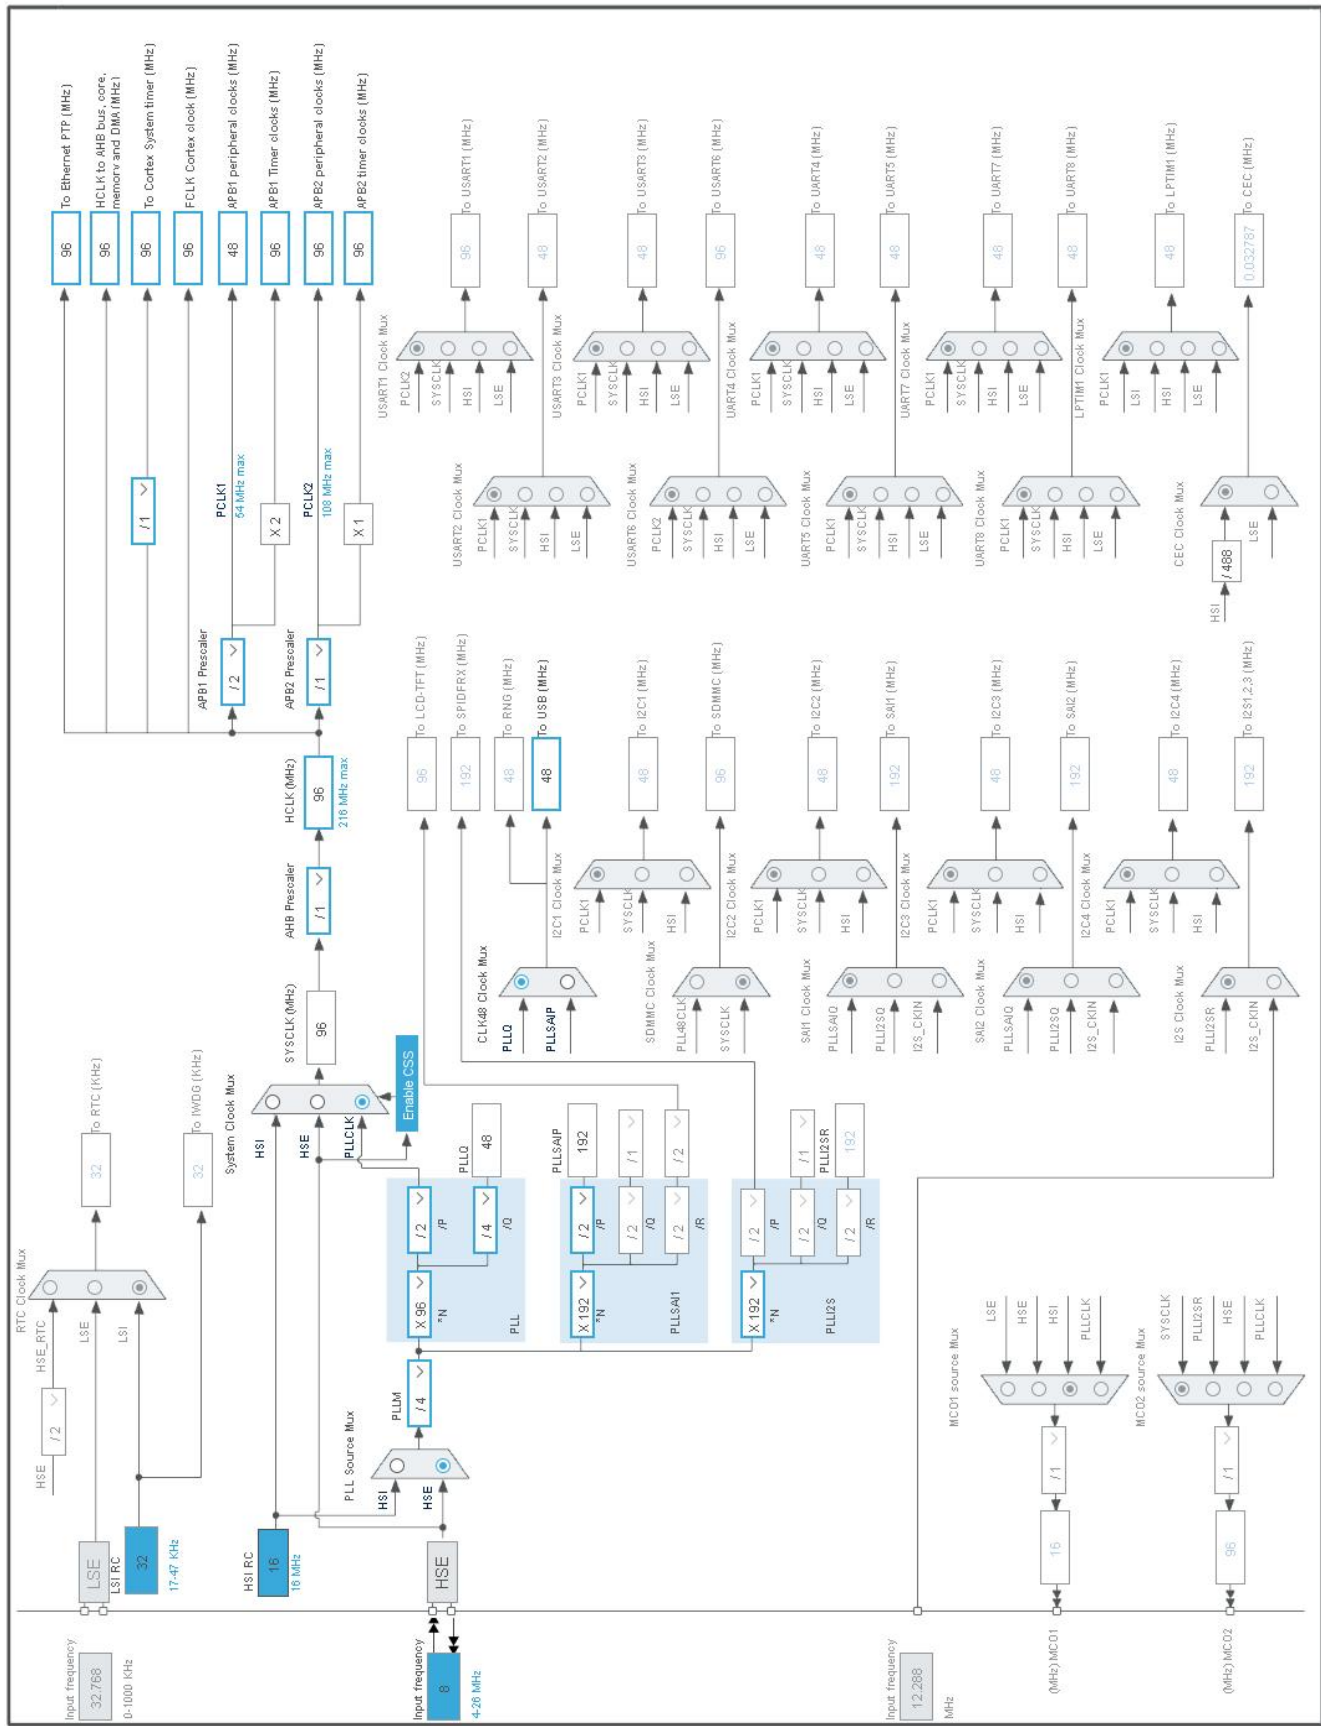 Input frequency
32.768
0-1000 KHz
LSE
LSI RC
32
17-47 KHz
HSE
/ 2
HSE_RTC
LSE
LSI
RTC Clock Mux
32
To RTC (KHz)
32
To IWDG (KHz)
HSI RC
16
16 MHz
Input frequency
8
4-26 MHz
HSE
PLL Source Mux
HSI
HSE
PLLM
/ 4
X 96
*N
PLL
/ 2
/P
/ 4
/Q
PLLQ
48
X 192
*N
PLLSAI1
/ 2
/P
/ 2
/Q
/ 2
/R
PLLSAIP
192
/ 1
/ 2
X 192
*N
PLLI2S
/ 2
/P
/ 2
/Q
/ 2
/R
/ 1
PLLI2SR
192
System Clock Mux
HSI
HSE
PLLCLK
Enable CSS
SYSCLK (MHz)
96
AHB Prescaler
/ 1
HCLK (MHz)
96
216 MHz max
APB1 Prescaler
/ 2
APB2 Prescaler
/ 1
/ 1
PCLK1
54 MHz max
X 2
PCLK2
108 MHz max
X 1
96
To Ethernet PTP (MHz)
96
HCLK to AHB bus, core,
memory and DMA (MHz)
96
To Cortex System timer (MHz)
96
FCLK Cortex clock (MHz)
48
APB1 peripheral clocks (MHz)
96
APB1 Timer clocks (MHz)
96
APB2 peripheral clocks (MHz)
96
APB2 timer clocks (MHz)
96
To LCD-TFT (MHz)
192
To SPIDFRX (MHz)
CLK48 Clock Mux
PLLQ
PLLSAIP
48
To RNG (MHz)
48
To USB (MHz)
I2C1 Clock Mux
PCLK1
SYSCLK
HSI
48
To I2C1 (MHz)
SDMMC Clock Mux
PLL48CLK
SYSCLK
96
To SDMMC (MHz)
I2C2 Clock Mux
PCLK1
SYSCLK
HSI
48
To I2C2 (MHz)
SAI1 Clock Mux
PLLSAIQ
PLLI2SQ
I2S_CKIN
192
To SAI1 (MHz)
I2C3 Clock Mux
PCLK1
SYSCLK
HSI
48
To I2C3 (MHz)
SAI2 Clock Mux
PLLSAIQ
PLLI2SQ
I2S_CKIN
192
To SAI2 (MHz)
I2C4 Clock Mux
PCLK1
SYSCLK
HSI
48
To I2C4 (MHz)
I2S Clock Mux
PLLI2SR
I2S_CKIN
192
To I2S1,2,3 (MHz)
USART1 Clock Mux
PCLK2
SYSCLK
HSI
LSE
96
To USART1 (MHz)
USART2 Clock Mux
PCLK1
SYSCLK
HSI
LSE
48
To USART2 (MHz)
USART3 Clock Mux
PCLK1
SYSCLK
HSI
LSE
48
To USART3 (MHz)
USART6 Clock Mux
PCLK2
SYSCLK
HSI
LSE
96
To USART6 (MHz)
UART4 Clock Mux
PCLK1
SYSCLK
HSI
LSE
48
To UART4 (MHz)
UART5 Clock Mux
PCLK1
SYSCLK
HSI
LSE
48
To UART5 (MHz)
UART7 Clock Mux
PCLK1
SYSCLK
HSI
LSE
48
To UART7 (MHz)
UART8 Clock Mux
PCLK1
SYSCLK
HSI
LSE
48
To UART8 (MHz)
LPTIM1 Clock Mux
PCLK1
LSI
HSI
LSE
48
To LPTIM1 (MHz)
CEC Clock Mux
HSI
/ 488
LSE
0.032787
To CEC (MHz)
Input frequency
12.288
MHz
(MHz) MCO1
16
/ 1
MCO1 source Mux
LSE
HSE
HSI
PLLCLK
(MHz) MCO2
96
/ 1
MCO2 source Mux
SYSCLK
PLLI2SR
HSE
PLLCLK